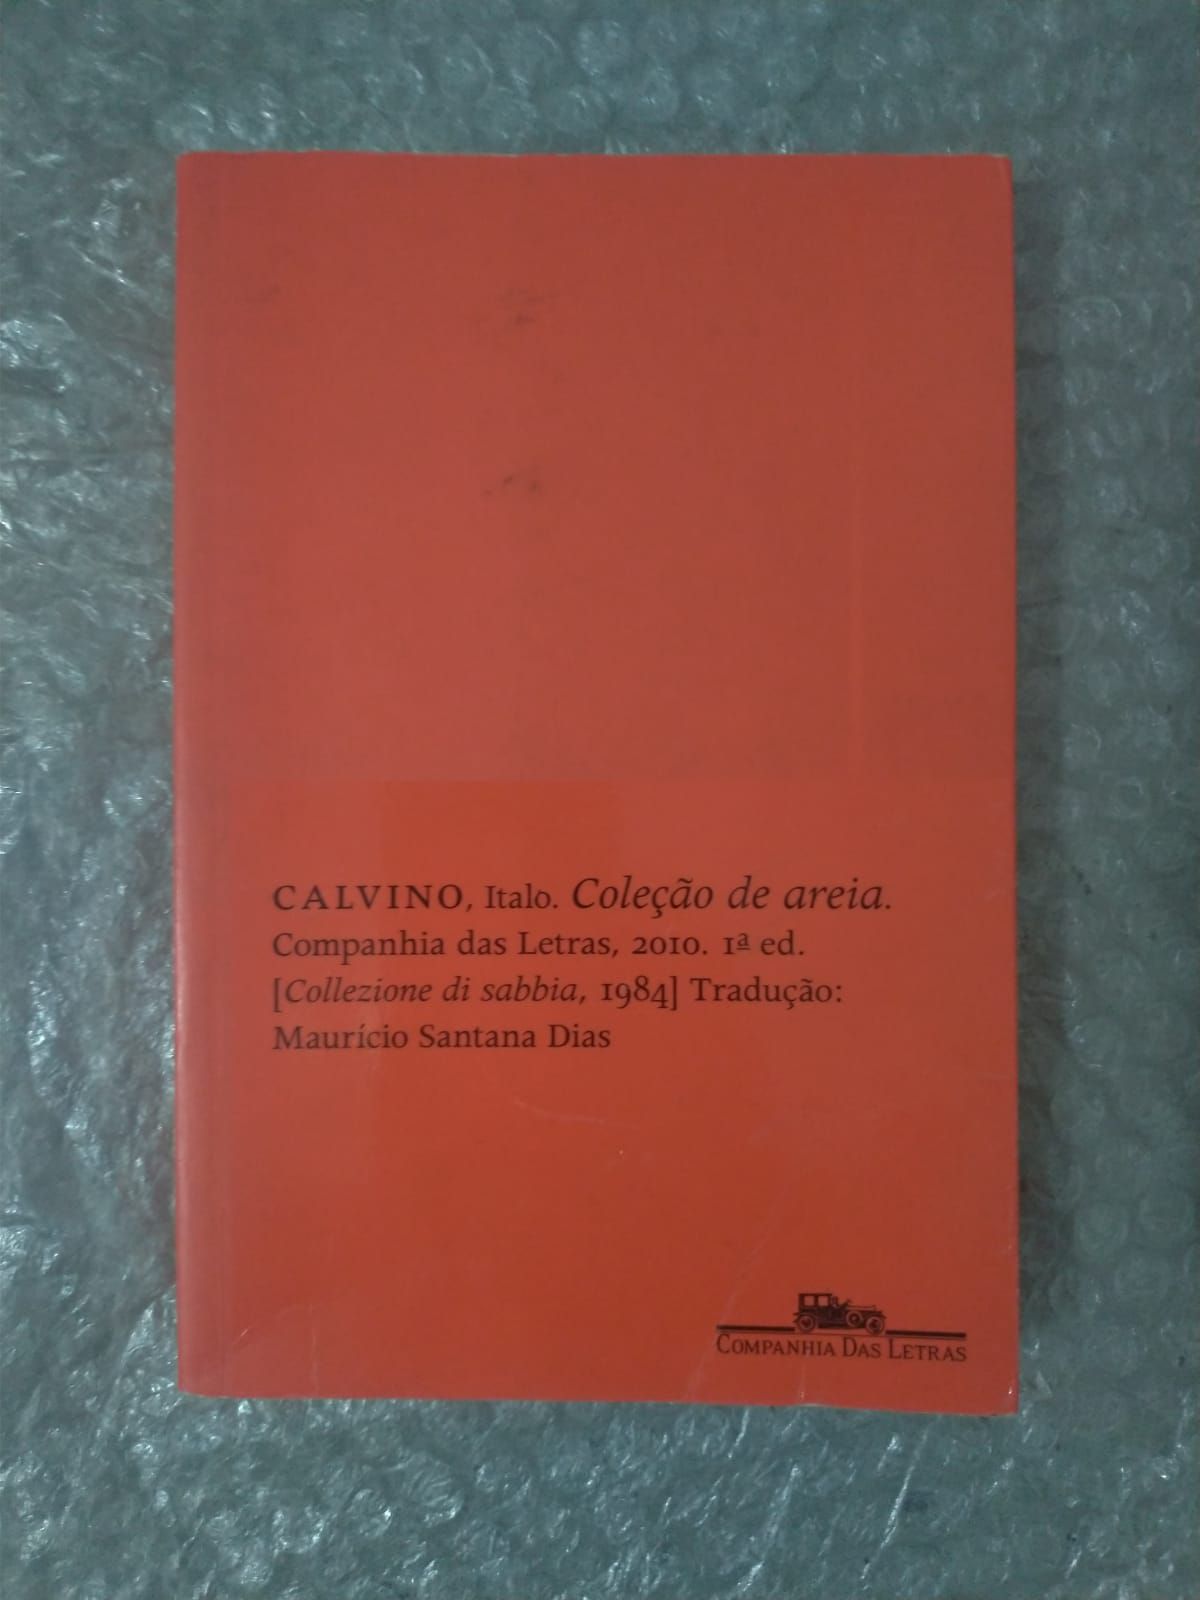 CALVINO, Italo. Coleção de areia.
Companhia das Letras, 2010. 1ª ed.
[Collezione di sabbia, 1984] Tradução:
Maurício Santana Dias
COMPANHIA DAS LETRAS